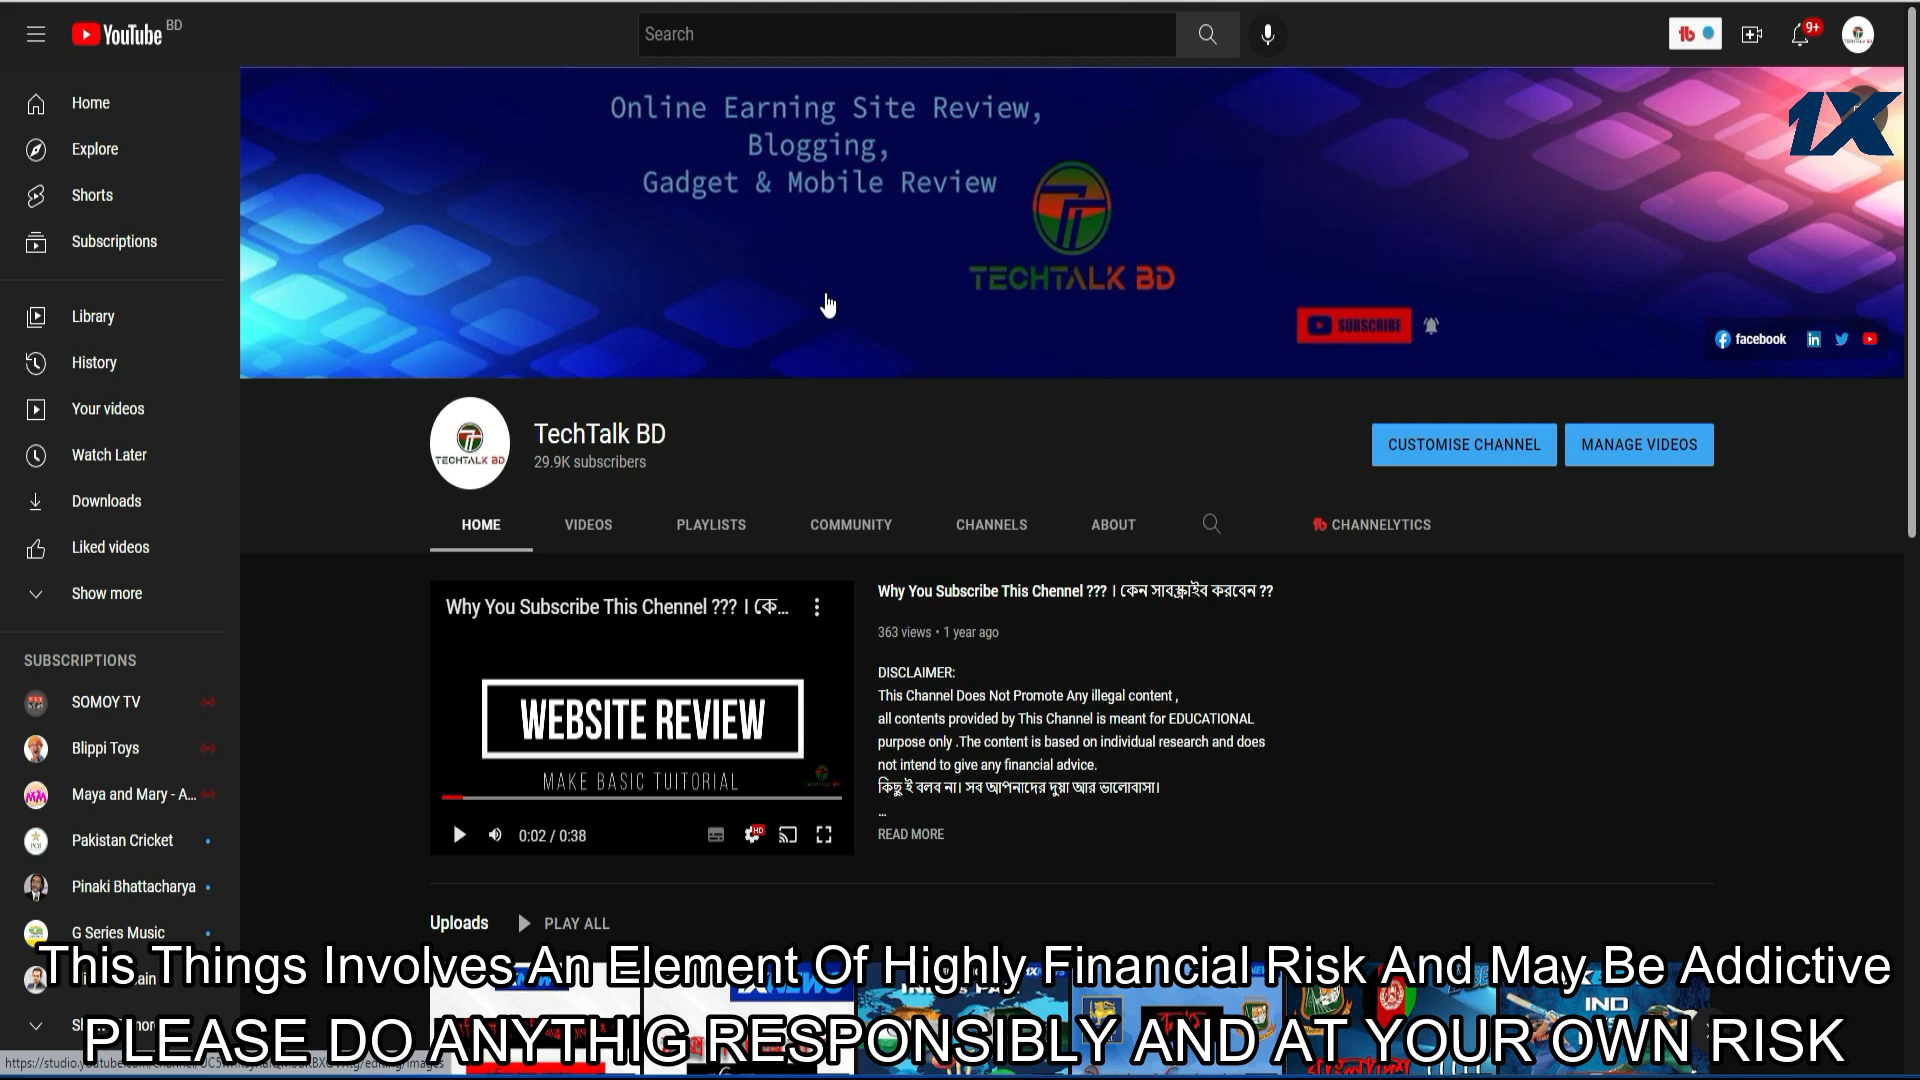 YouTube BD
Search
9+
Home
Explore
Shorts
Subscriptions
Library
History
Your videos
Watch Later
Downloads
Liked videos
Show more
SUBSCRIPTIONS
SOMOY TV
Blippi Toys
Maya and Mary - A...
Pakistan Cricket
Pinaki Bhattacharya
G Series Music
Online Earning Site Review,
Blogging,
Gadget & Mobile Review
TECHTALK BD
SUBSCRIBE
1X
facebook
TECHTALK BD
TechTalk BD
29.9K subscribers
CUSTOMISE CHANNEL
MANAGE VIDEOS
HOME
VIDEOS
PLAYLISTS
COMMUNITY
CHANNELS
ABOUT
CHANNELYTICS
Why You Subscribe This Chennel ??? । কে...
WEBSITE REVIEW
MAKE BASIC TUITORIAL
0:02 / 0:38
HD
Why You Subscribe This Chennel ??? । কেন সাবস্ক্রাইব করবেন ??
363 views • 1 year ago
DISCLAIMER:
This Channel Does Not Promote Any illegal content ,
all contents provided by This Channel is meant for EDUCATIONAL
purpose only .The content is based on individual research and does
not intend to give any financial advice.
কিছু ই বলব না। সব আপনাদের দুয়া আর ভালোবাসা।
...
READ MORE
Uploads
PLAY ALL
IND
This Things Involves An Element Of Highly Financial Risk And May Be Addictive
PLEASE DO ANYTHIG RESPONSIBLY AND AT YOUR OWN RISK